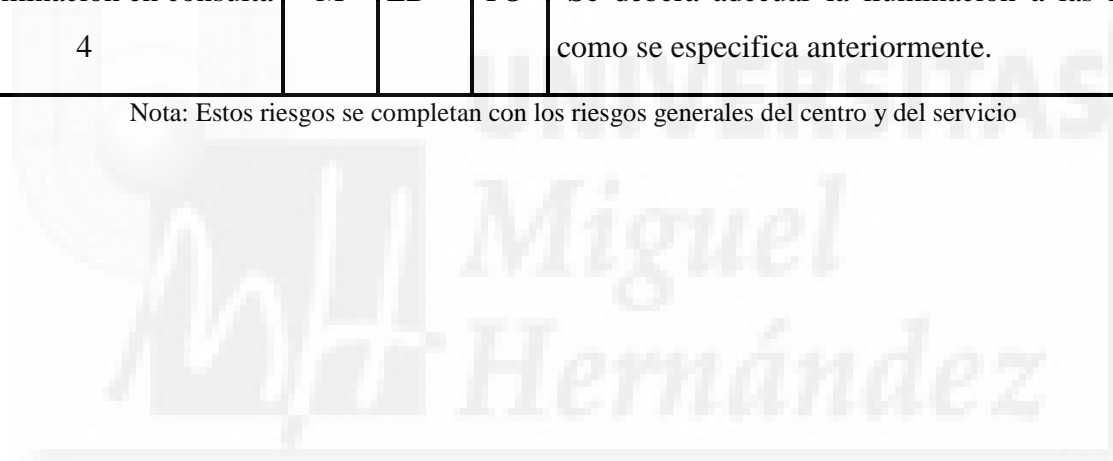 4
como se especifica anteriormente.
Nota: Estos riesgos se completan con los riesgos generales del centro y del servicio
UNIVERSITAS
Miguel
Hernández